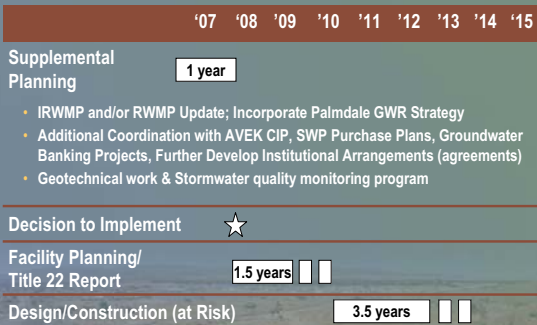 ’07 ’08 ’09 ’10 ’11 ’12 ’13 ’14 ‘15
Supplemental
Planning
1 year
• IRWMP and/or RWMP Update; Incorporate Palmdale GWR Strategy
• Additional Coordination with AVEK CIP, SWP Purchase Plans, Groundwater
Banking Projects, Further Develop Institutional Arrangements (agreements)
• Geotechnical work & Stormwater quality monitoring program
Decision to Implement
Facility Planning/
Title 22 Report
1.5 years
Design/Construction (at Risk)
3.5 years